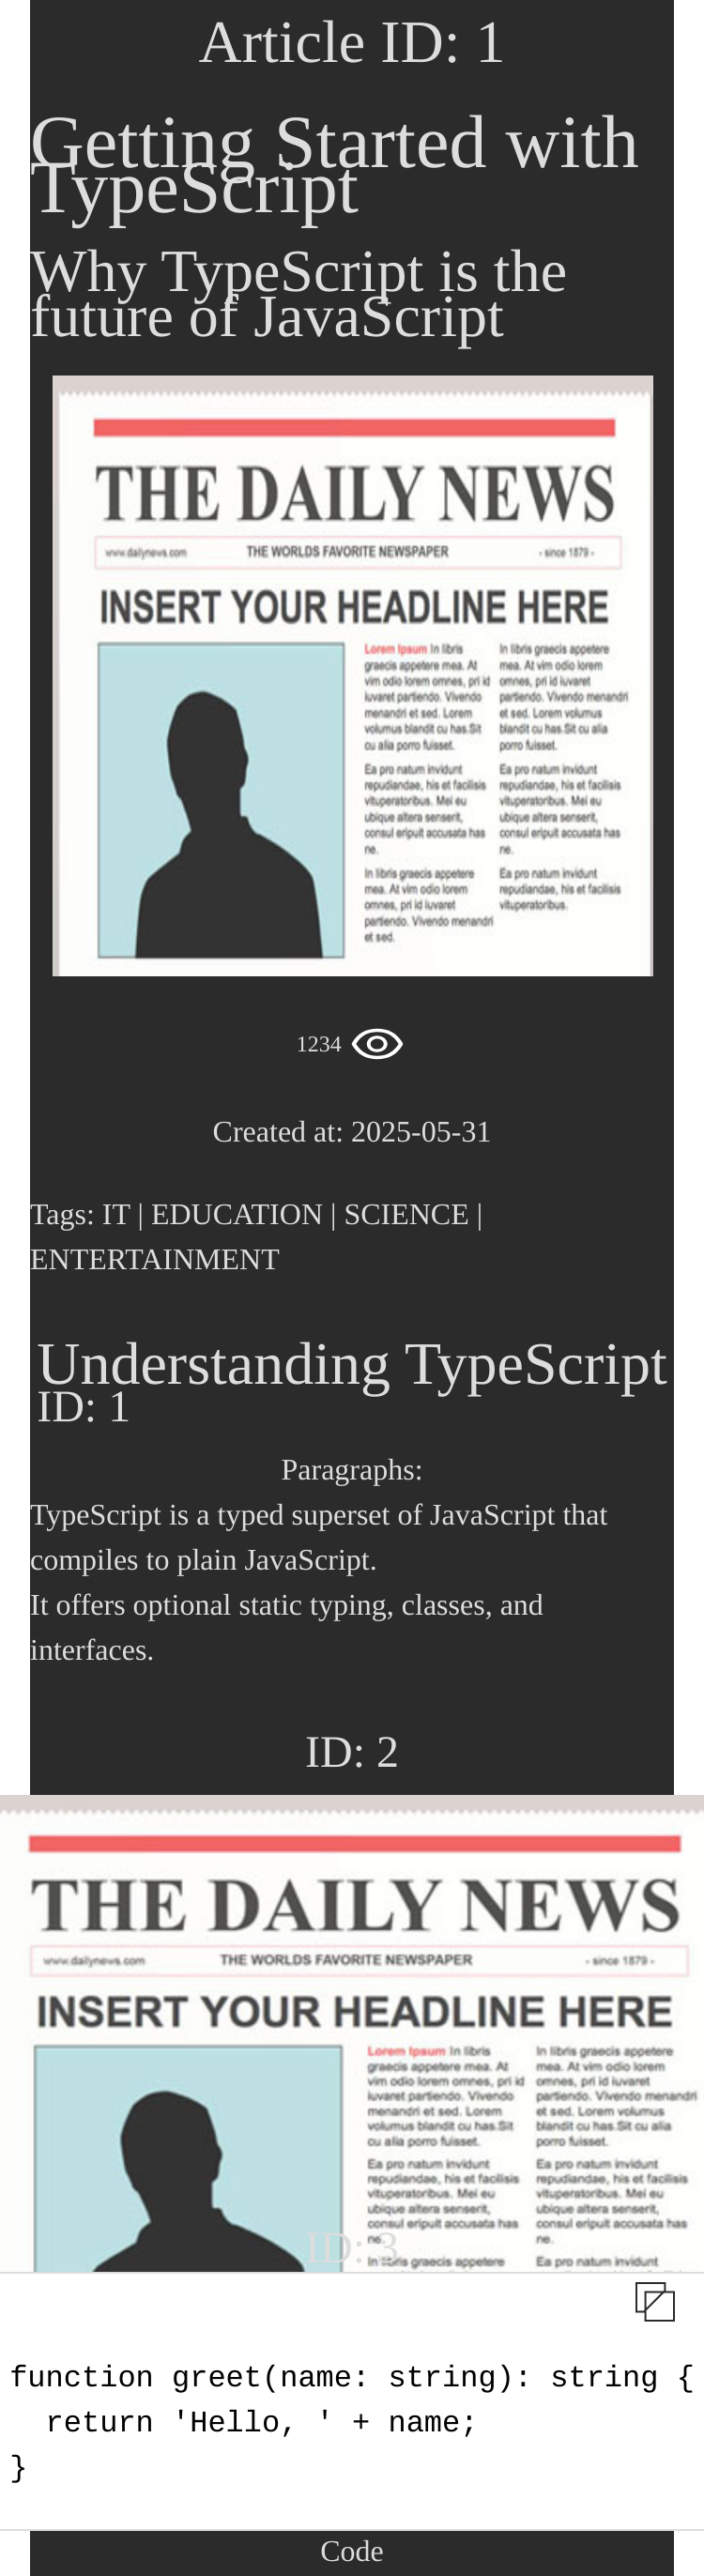 Article ID: 1
Getting Started with
TypeScript
Why TypeScript is the
future of JavaScript
THE DAILY NEWS
www.dailynews.com THE WORLDS FAVORITE NEWSPAPER - since 1879 -
INSERT YOUR HEADLINE HERE
Lorem Ipsum In libris
graecis appetere mea. At
vim odio lorem omnes, pri id
iuvaret partiendo. Vivendo
menandri et sed. Lorem
volumus blandit cu has.Sit
cu alia porro fuisset.
Ea pro natum invidunt
repudiandae, his et facilisis
vituperatoribus. Mei eu
ubique altera senserit,
consul eripuit accusata has
ne.
In libris graecis appetere
mea. At vim odio lorem
omnes, pri id iuvaret
partiendo. Vivendo menandri
et sed.
In libris graecis appetere
mea. At vim odio lorem
omnes, pri id iuvaret
partiendo. Vivendo menandri
et sed. Lorem volumus
blandit cu has.Sit cu alia
porro fuisset.
Ea pro natum invidunt
repudiandae, his et facilisis
vituperatoribus. Mei eu
ubique altera senserit,
consul eripuit accusata has
ne.
Ea pro natum invidunt
repudiandae, his et facilisis
vituperatoribus.
1234
Created at: 2025-05-31
Tags: IT | EDUCATION | SCIENCE |
ENTERTAINMENT
Understanding TypeScript
ID: 1
Paragraphs:
TypeScript is a typed superset of JavaScript that
compiles to plain JavaScript.
It offers optional static typing, classes, and
interfaces.
ID: 2
THE DAILY NEWS
www.dailynews.com THE WORLDS FAVORITE NEWSPAPER - since 1879 -
INSERT YOUR HEADLINE HERE
Lorem Ipsum In libris
graecis appetere mea. At
vim odio lorem omnes, pri id
iuvaret partiendo. Vivendo
menandri et sed. Lorem
volumus blandit cu has.Sit
cu alia porro fuisset.
Ea pro natum invidunt
repudiandae, his et facilisis
vituperatoribus. Mei eu
ubique altera senserit,
consul eripuit accusata has
ne.
In libris graecis appetere
In libris graecis appetere
mea. At vim odio lorem
omnes, pri id iuvaret
partiendo. Vivendo menandri
et sed. Lorem volumus
blandit cu has.Sit cu alia
porro fuisset.
Ea pro natum invidunt
repudiandae, his et facilisis
vituperatoribus. Mei eu
ubique altera senserit,
consul eripuit accusata has
ne.
Ea pro natum invidunt
ID: 3
function greet(name: string): string {
  return 'Hello, ' + name;
}
Code